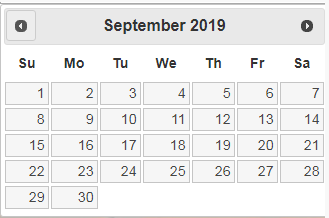 September 2019
Su Mo Tu We Th Fr Sa
1 2 3 4 5 6 7
8 9 10 11 12 13 14
15 16 17 18 19 20 21
22 23 24 25 26 27 28
29 30